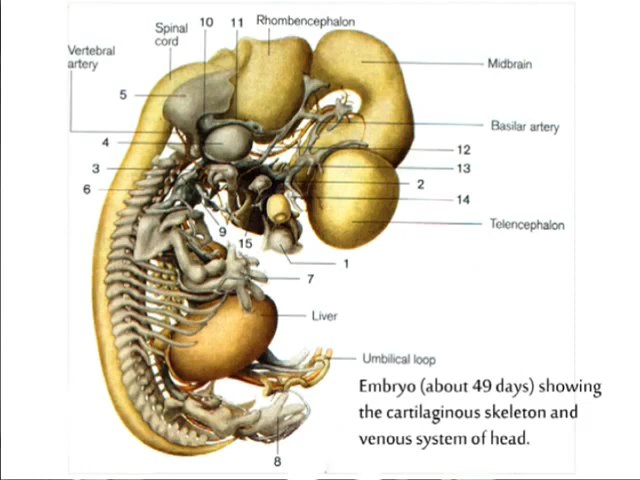 10 11 Rhombencephalon
Spinal
cord
Vertebral
artery
Midbrain
5
Basilar artery
4
12
3
13
6
2
14
9
15
Telencephalon
1
7
Liver
Umbilical loop
Embryo (about 49 days) showing
the cartilaginous skeleton and
venous system of head.
8